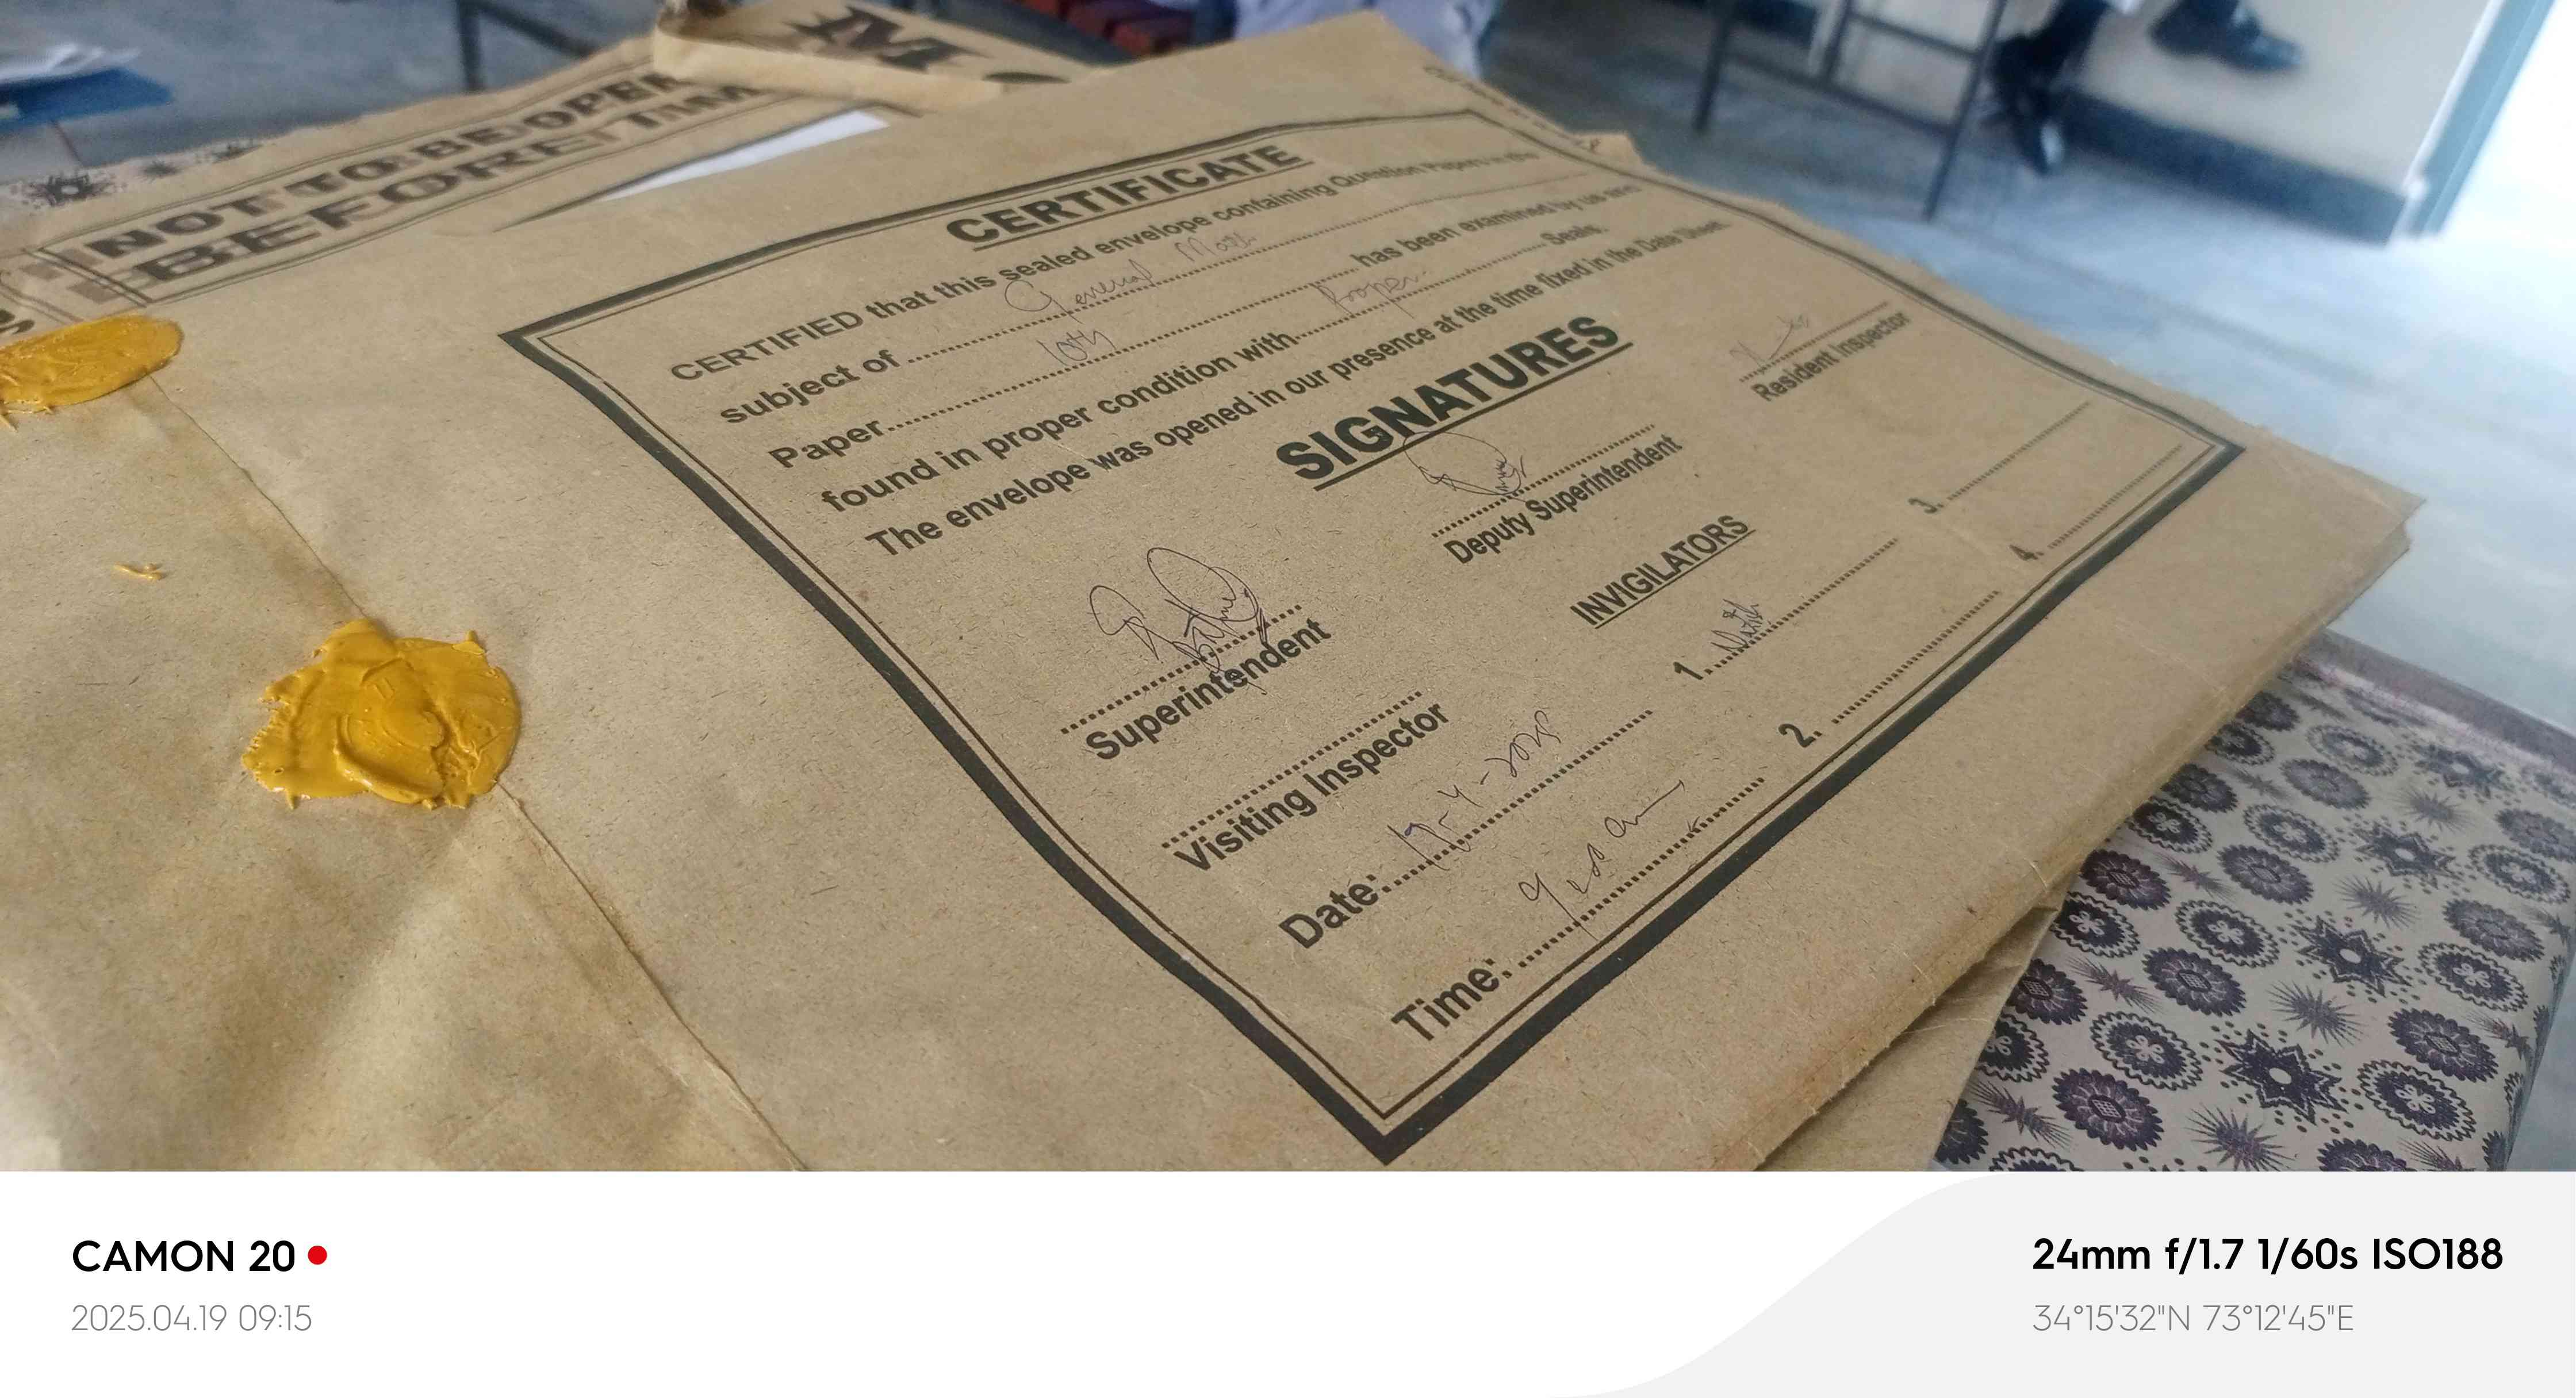 M
NOT TO BE OPEN
BEFORE TIM
CERTIFICATE
CERTIFIED that this sealed envelope containing Question Papers in the
subject of General Math
Paper 10th has been examined by us and
found in proper condition with Proper Seals.
The envelope was opened in our presence at the time fixed in the Date Sheet.
SIGNATURES
Resident Inspector
Superintendent
Deputy Superintendent
INVIGILATORS
Visiting Inspector
1.
3.
Date: 19-4-2025
2.
4.
Time:
CAMON 20
2025.04.19 09:15
24mm f/1.7 1/60s ISO188
34°15'32"N 73°12'45"E